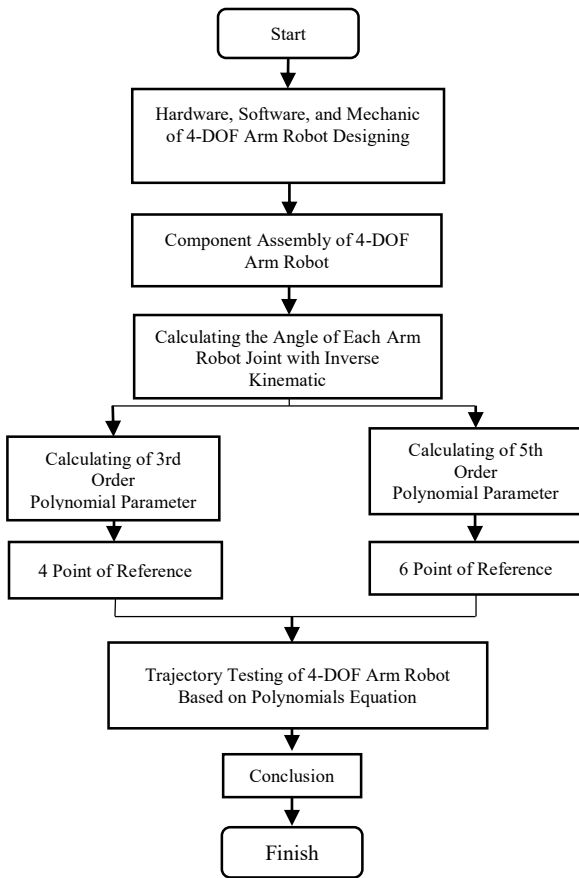 Start
Hardware, Software, and Mechanic
of 4-DOF Arm Robot Designing
Component Assembly of 4-DOF
Arm Robot
Calculating the Angle of Each Arm
Robot Joint with Inverse
Kinematic
Calculating of 3rd
Order
Polynomial Parameter
4 Point of Reference
Calculating of 5th
Order
Polynomial Parameter
6 Point of Reference
Trajectory Testing of 4-DOF Arm Robot
Based on Polynomials Equation
Conclusion
Finish